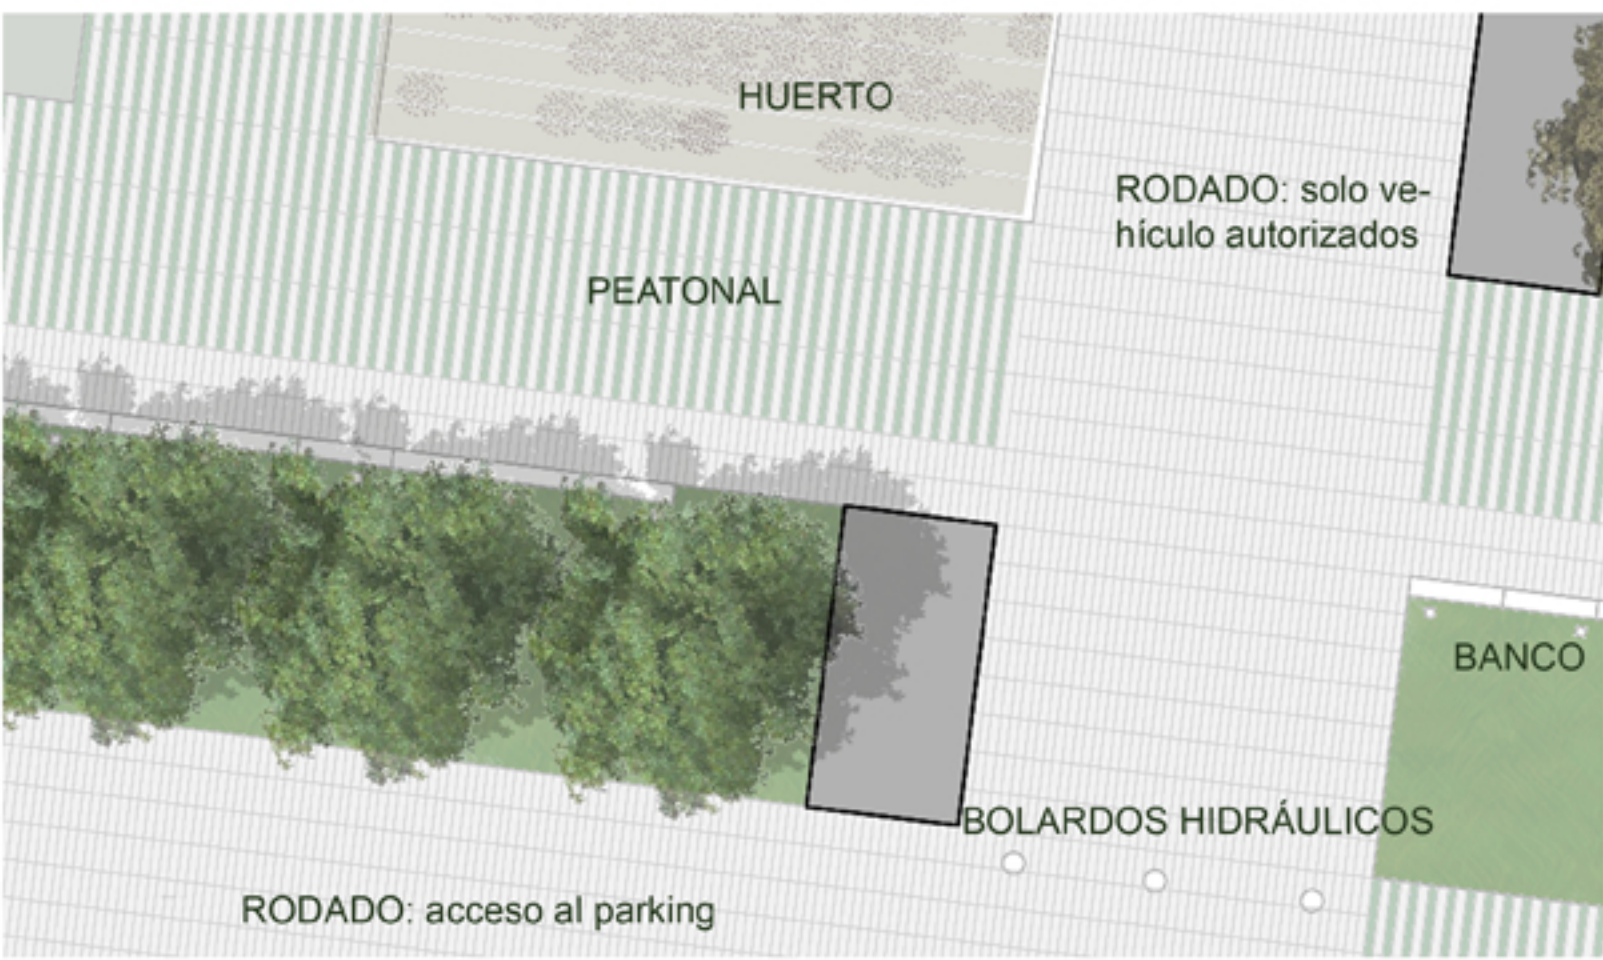 HUERTO
RODADO: solo ve-
hículo autorizados
PEATONAL
BANCO
BOLARDOS HIDRÁULICOS
RODADO: acceso al parking